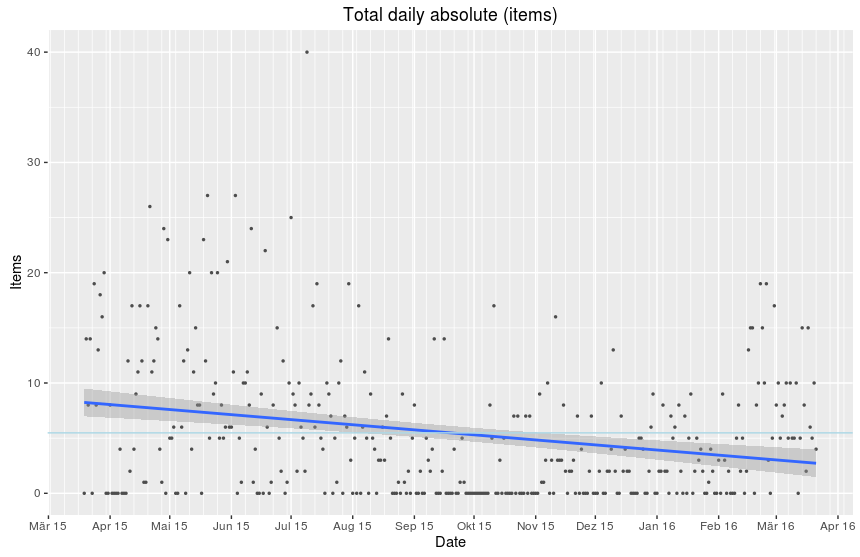 Total daily absolute (items)
40
30
20
10
0
Items
Mär 15 Apr 15 Mai 15 Jun 15 Jul 15 Aug 15 Sep 15 Okt 15 Nov 15 Dez 15 Jan 16 Feb 16 Mär 16 Apr 16
Date